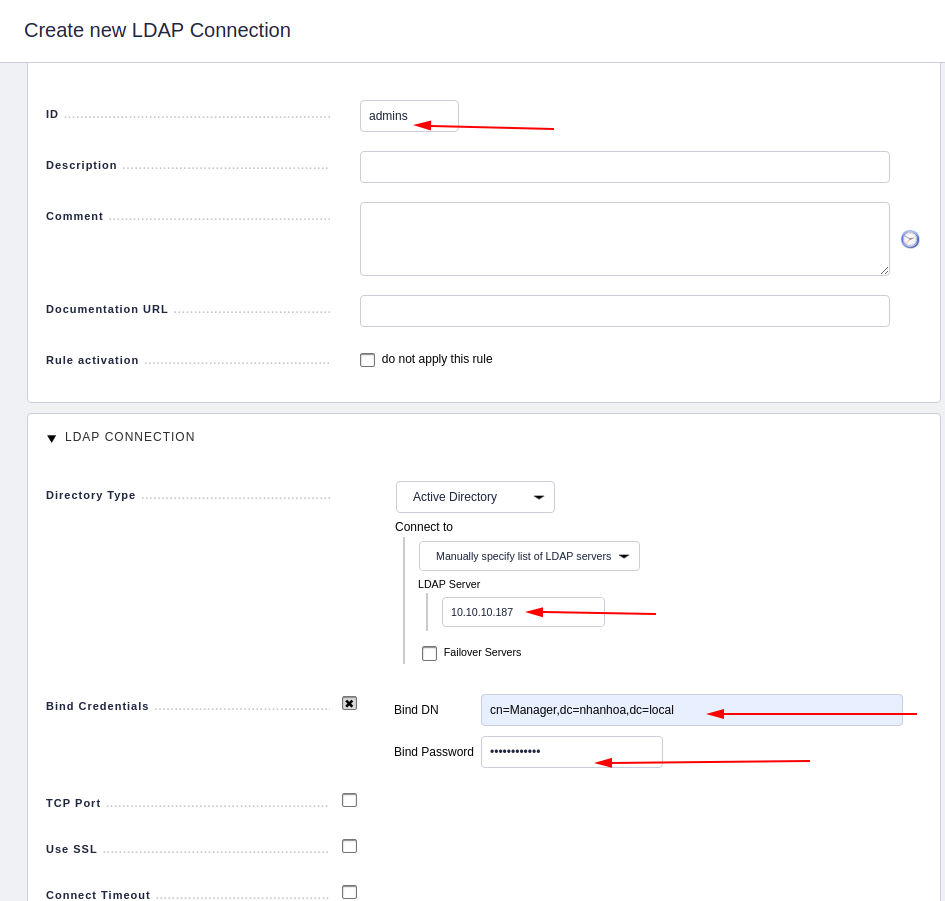 Create new LDAP Connection
ID
admins
Description
Comment
Documentation URL
Rule activation
do not apply this rule
LDAP CONNECTION
Directory Type
Active Directory
Connect to
Manually specify list of LDAP servers
LDAP Server
10.10.10.187
Failover Servers
Bind Credentials
Bind DN
cn=Manager,dc=nhanhoa,dc=local
Bind Password
••••••••••••
TCP Port
Use SSL
Connect Timeout